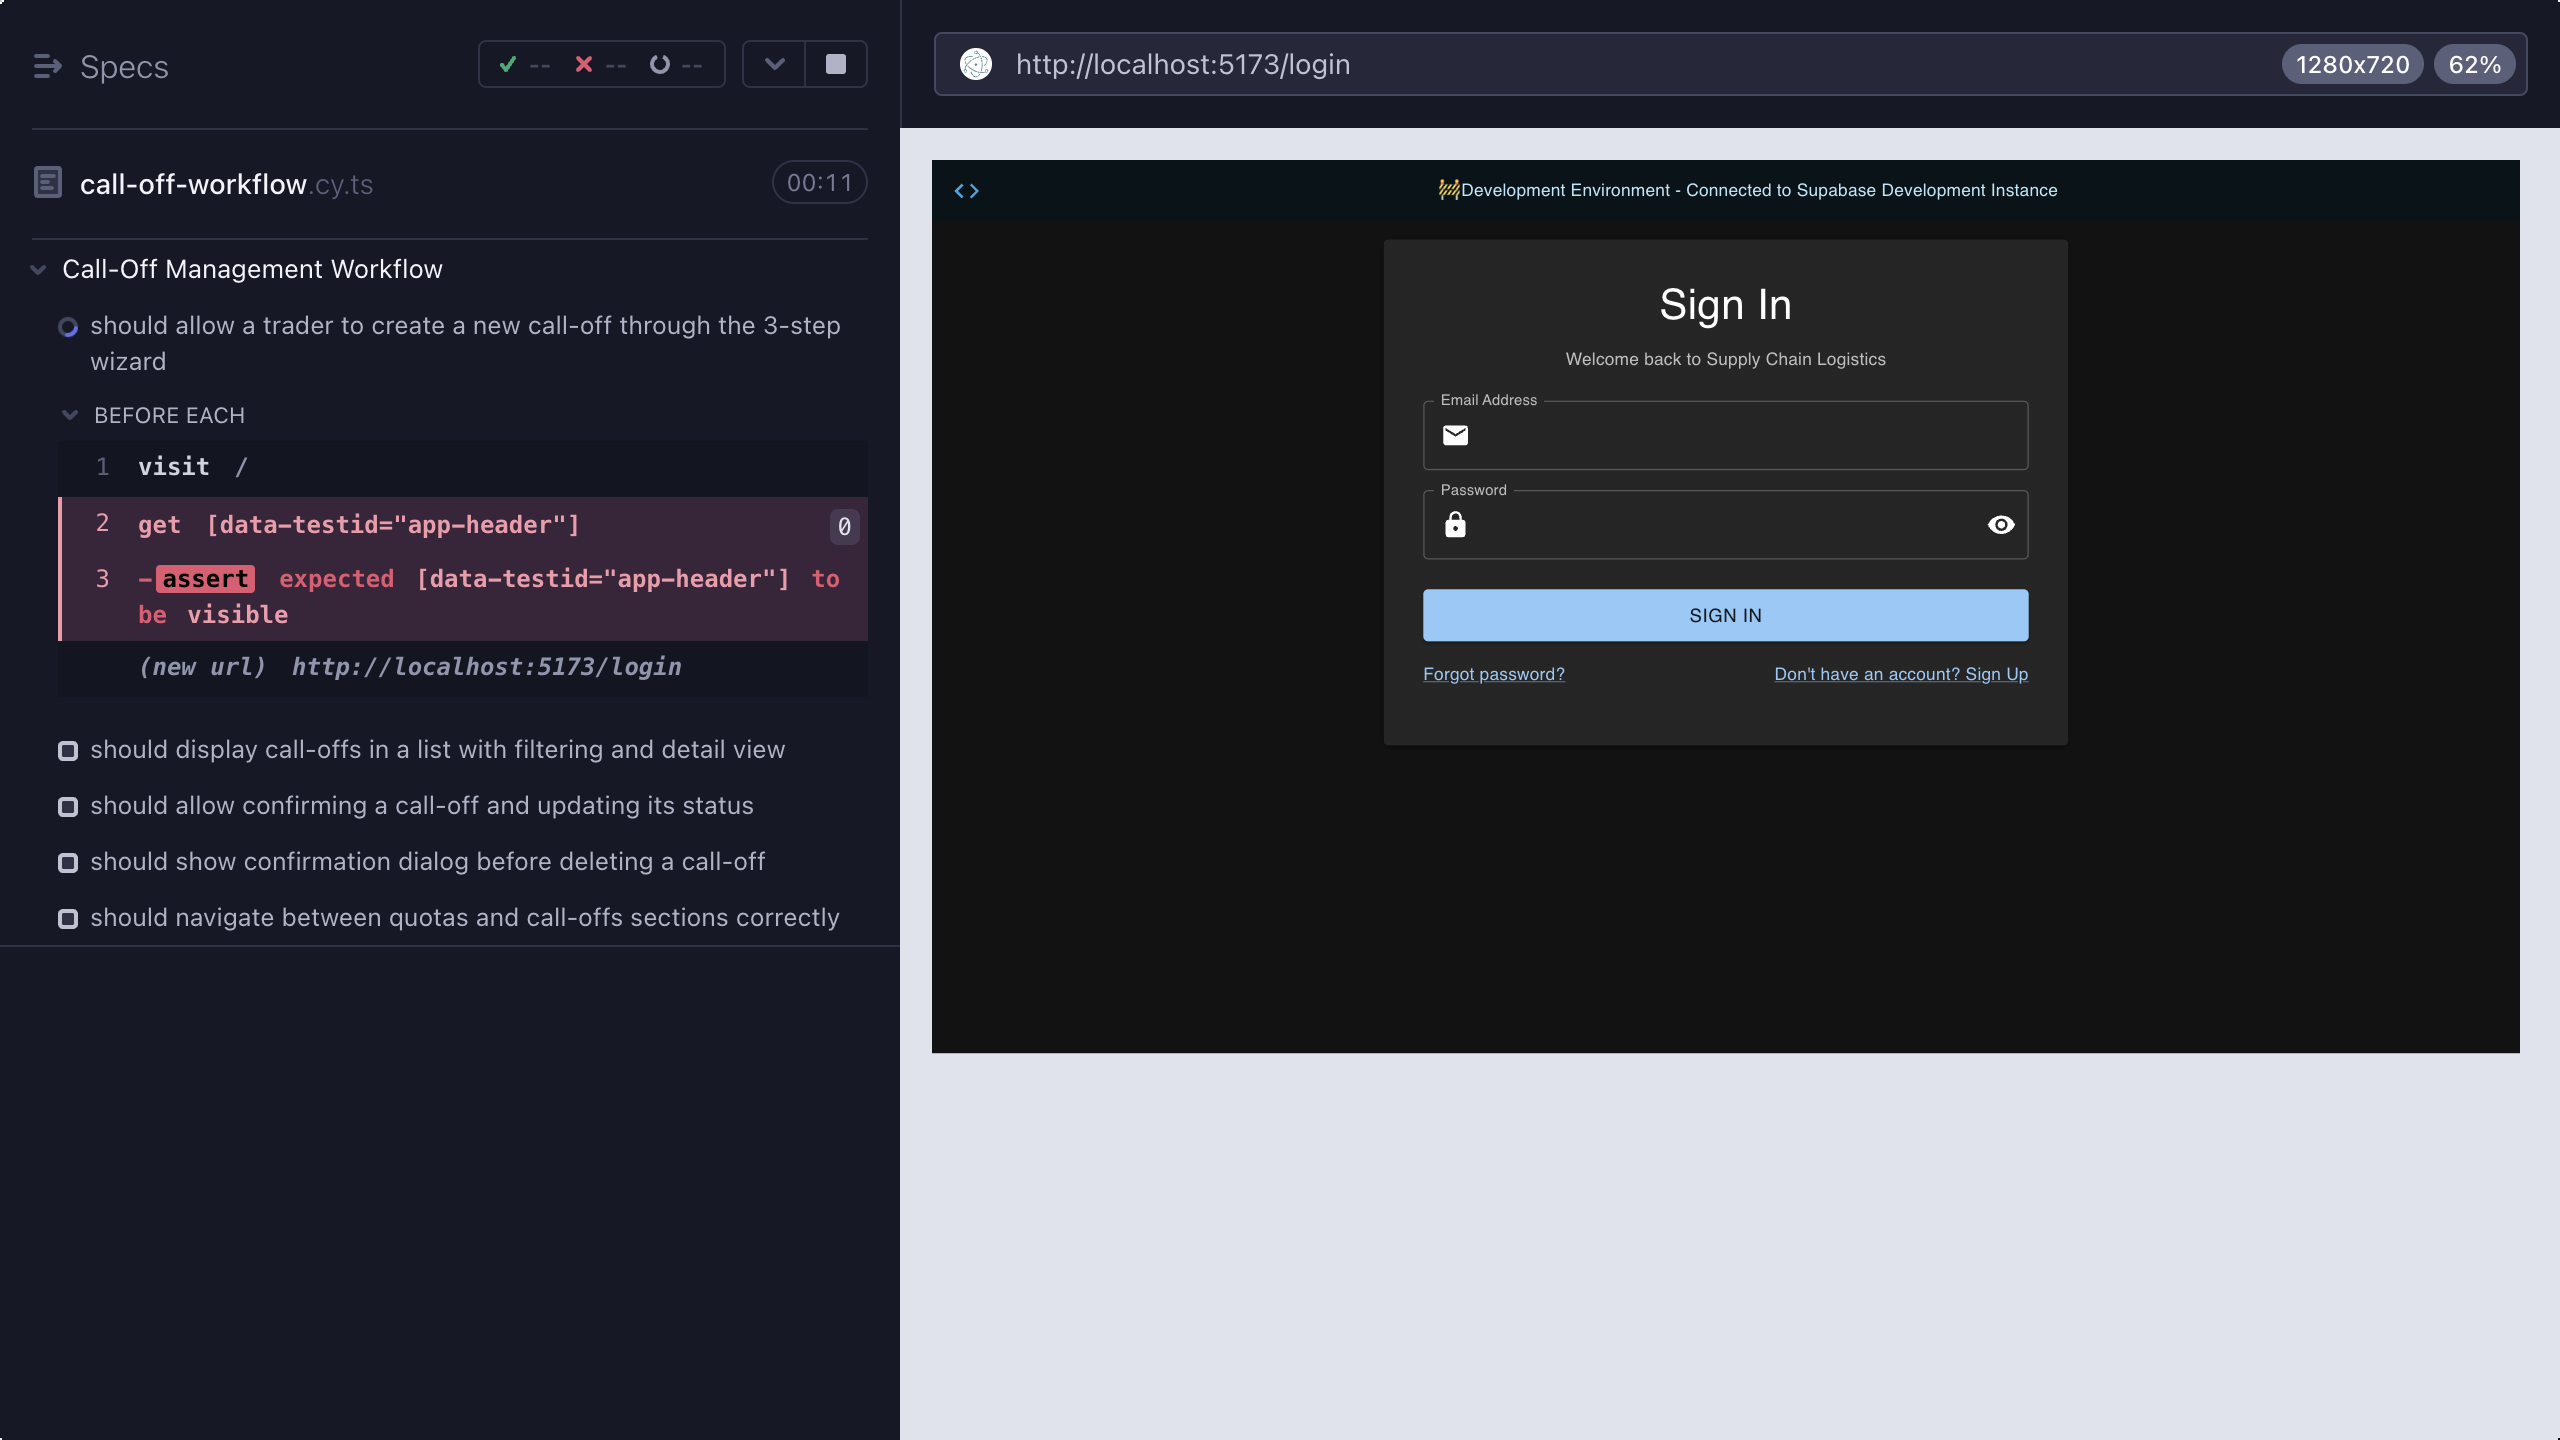 Specs
-- -- --
call-off-workflow.cy.ts
00:11
Call-Off Management Workflow
should allow a trader to create a new call-off through the 3-step
wizard
BEFORE EACH
1 visit /
2 get [data-testid="app-header"] 0
3 -assert expected [data-testid="app-header"] to
be visible
(new url) http://localhost:5173/login
should display call-offs in a list with filtering and detail view
should allow confirming a call-off and updating its status
should show confirmation dialog before deleting a call-off
should navigate between quotas and call-offs sections correctly
http://localhost:5173/login
1280x720 62%
🚧Development Environment - Connected to Supabase Development Instance
Sign In
Welcome back to Supply Chain Logistics
Email Address
Password
SIGN IN
Forgot password? Don't have an account? Sign Up